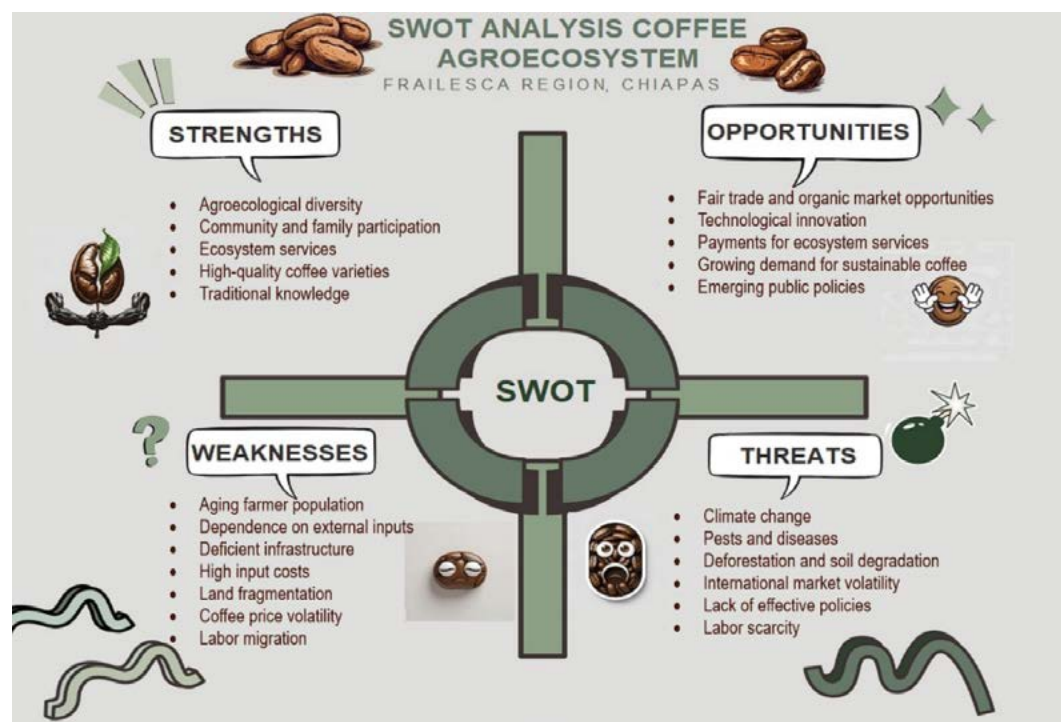 SWOT ANALYSIS COFFEE
AGROECOSYSTEM
FRAILESCA REGION, CHIAPAS
STRENGTHS
• Agroecological diversity
• Community and family participation
• Ecosystem services
• High-quality coffee varieties
• Traditional knowledge
OPPORTUNITIES
• Fair trade and organic market opportunities
• Technological innovation
• Payments for ecosystem services
• Growing demand for sustainable coffee
• Emerging public policies
SWOT
WEAKNESSES
• Aging farmer population
• Dependence on external inputs
• Deficient infrastructure
• High input costs
• Land fragmentation
• Coffee price volatility
• Labor migration
THREATS
• Climate change
• Pests and diseases
• Deforestation and soil degradation
• International market volatility
• Lack of effective policies
• Labor scarcity